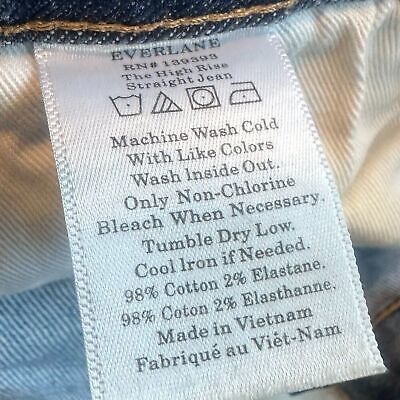 EVERLANE
RN# 139393
The High Rise
Straight Jean
Machine Wash Cold
With Like Colors
Wash Inside Out.
Only Non-Chlorine
Bleach When Necessary.
Tumble Dry Low.
Cool Iron if Needed.
98% Cotton 2% Elastane.
98% Coton 2% Elasthanne.
Made in Vietnam
Fabriqué au Viêt-Nam